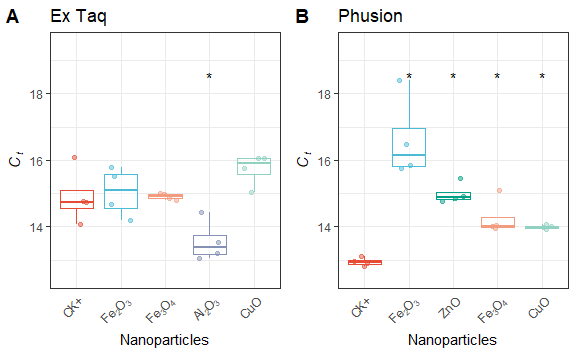 A Ex Taq
*
18
16
14
Cₜ
CK+ Fe₂O₃ Fe₃O₄ Al₂O₃ CuO
Nanoparticles
B Phusion
* * * *
18
16
14
Cₜ
CK+ Fe₂O₃ ZnO Fe₃O₄ CuO
Nanoparticles